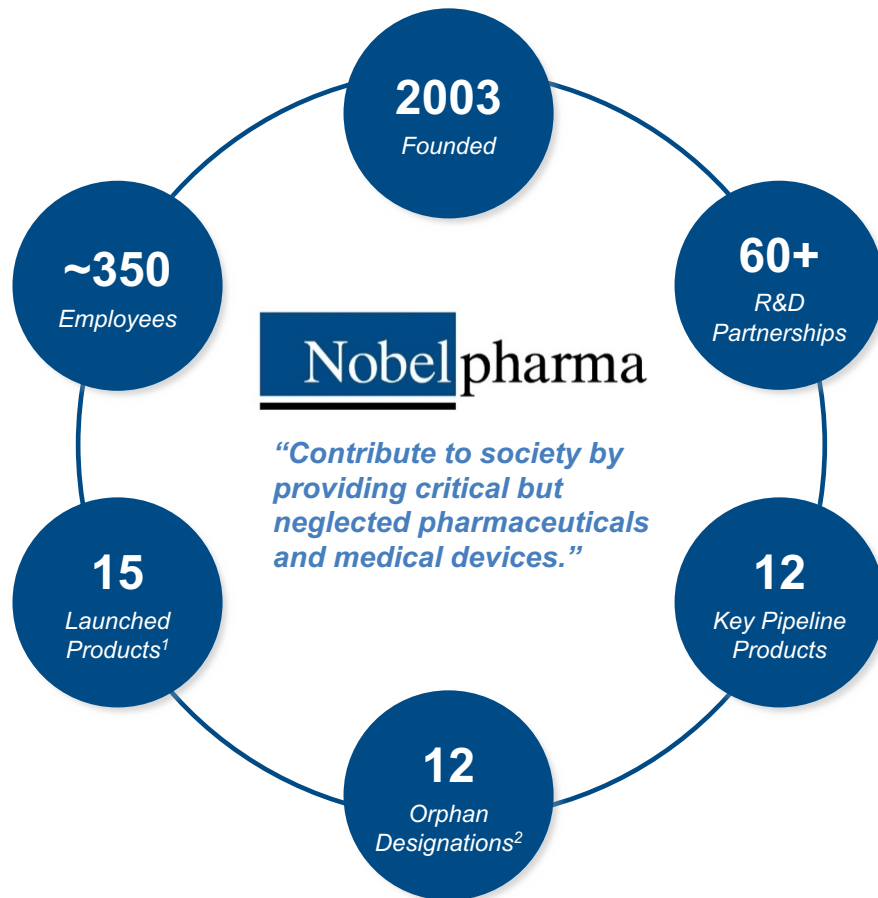 2003
Founded
~350
Employees
60+
R&D
Partnerships
Nobelpharma
“Contribute to society by
providing critical but
neglected pharmaceuticals
and medical devices.”
15
Launched
Products¹
12
Key Pipeline
Products
12
Orphan
Designations²